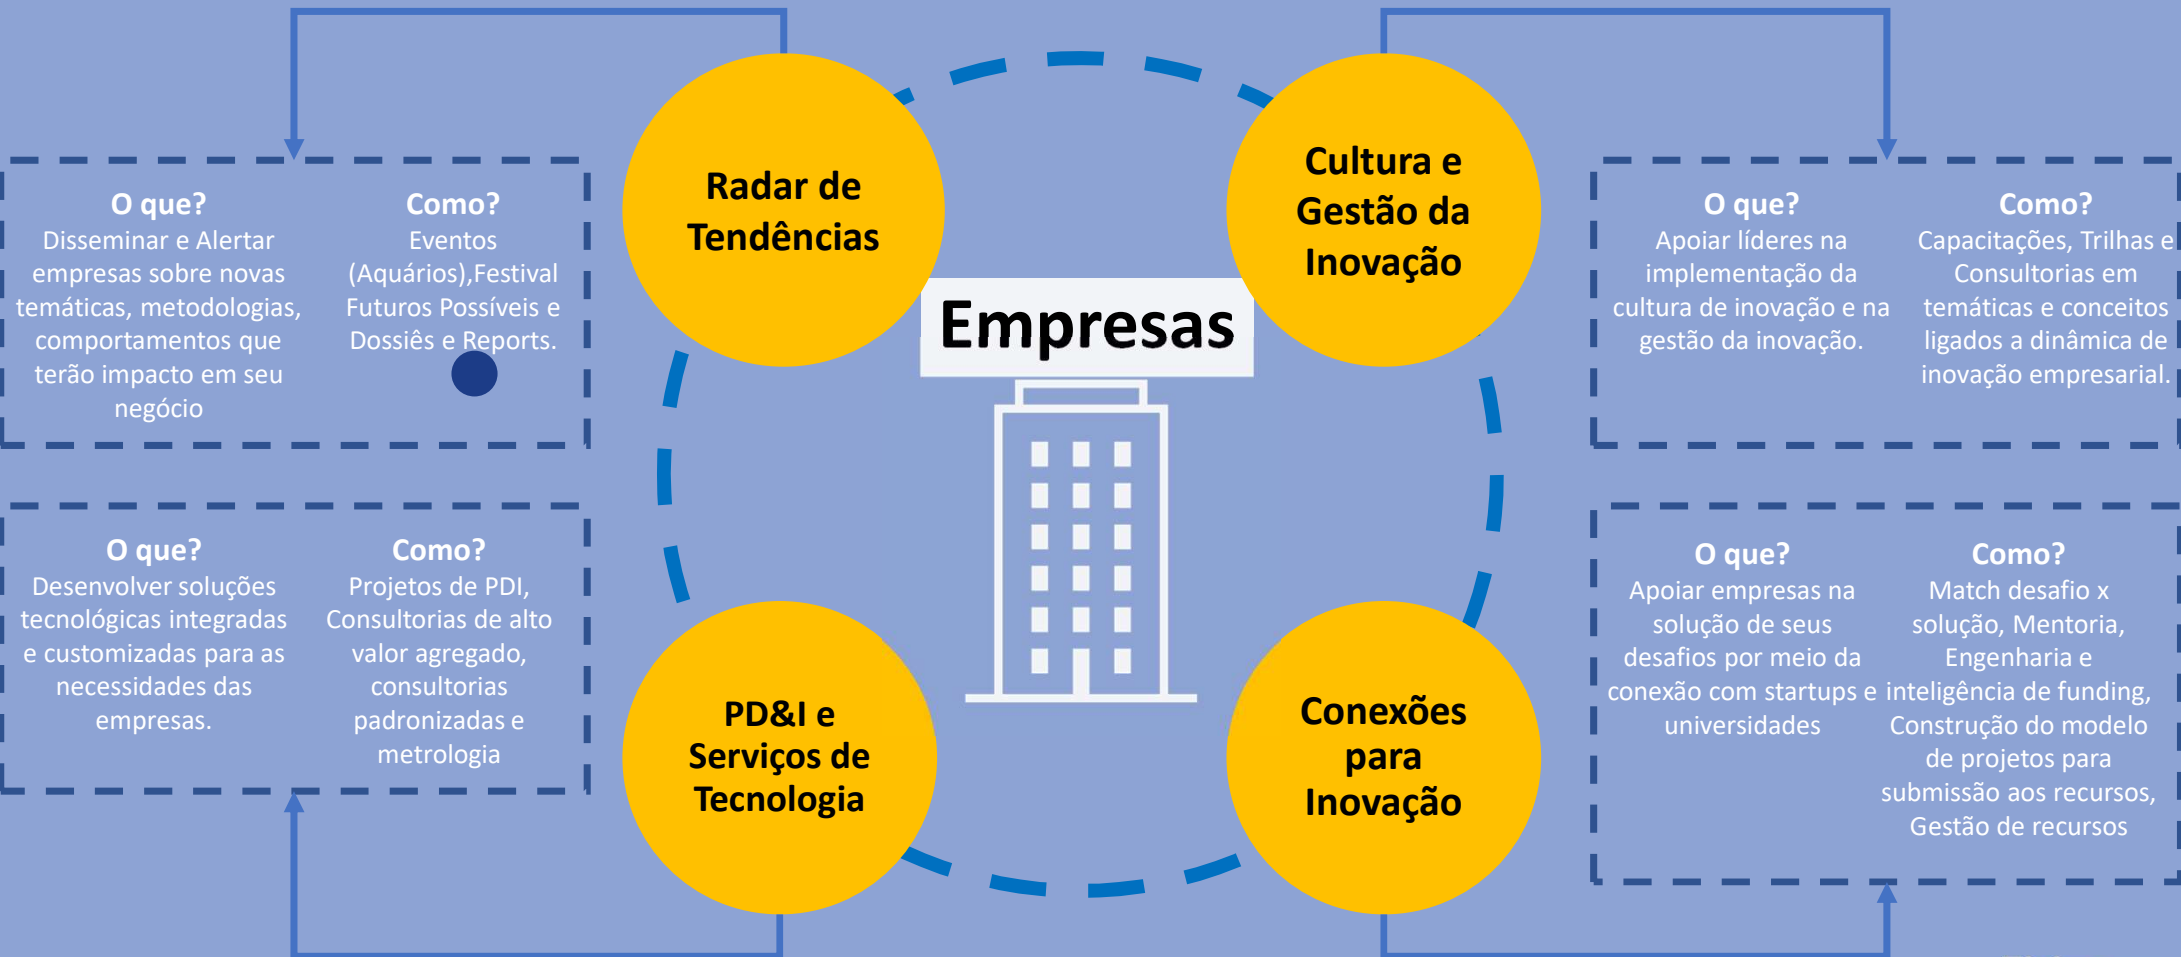 Radar de
Tendências
O que?
Disseminar e Alertar
empresas sobre novas
temáticas, metodologias,
comportamentos que
terão impacto em seu
negócio
Como?
Eventos
(Aquários),Festival
Futuros Possíveis e
Dossiês e Reports.
Cultura e
Gestão da
Inovação
O que?
Apoiar líderes na
implementação da
cultura de inovação e na
gestão da inovação.
Como?
Capacitações, Trilhas e
Consultorias em
temáticas e conceitos
ligados a dinâmica de
inovação empresarial.
Empresas
PD&I e
Serviços de
Tecnologia
O que?
Desenvolver soluções
tecnológicas integradas
e customizadas para as
necessidades das
empresas.
Como?
Projetos de PDI,
Consultorias de alto
valor agregado,
consultorias
padronizadas e
metrologia
Conexões
para
Inovação
O que?
Apoiar empresas na
solução de seus
desafios por meio da
conexão com startups e
universidades
Como?
Match desafio x
solução, Mentoria,
Engenharia e
inteligência de funding,
Construção do modelo
de projetos para
submissão aos recursos,
Gestão de recursos